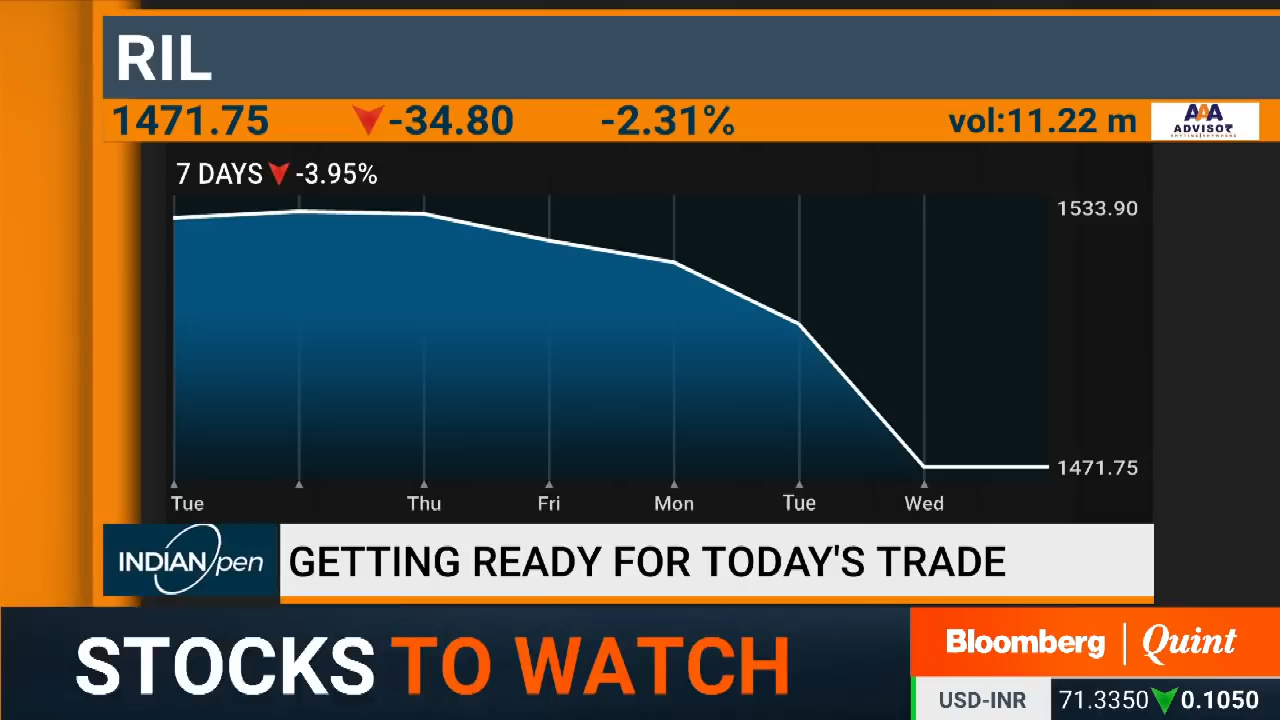 RIL
1471.75 -34.80 -2.31% vol:11.22 m
AAA
ADVISOR
7 DAYS -3.95%
1533.90
1471.75
Tue Thu Fri Mon Tue Wed
INDIAN Open GETTING READY FOR TODAY'S TRADE
STOCKS TO WATCH
Bloomberg | Quint
USD-INR 71.3350 0.1050